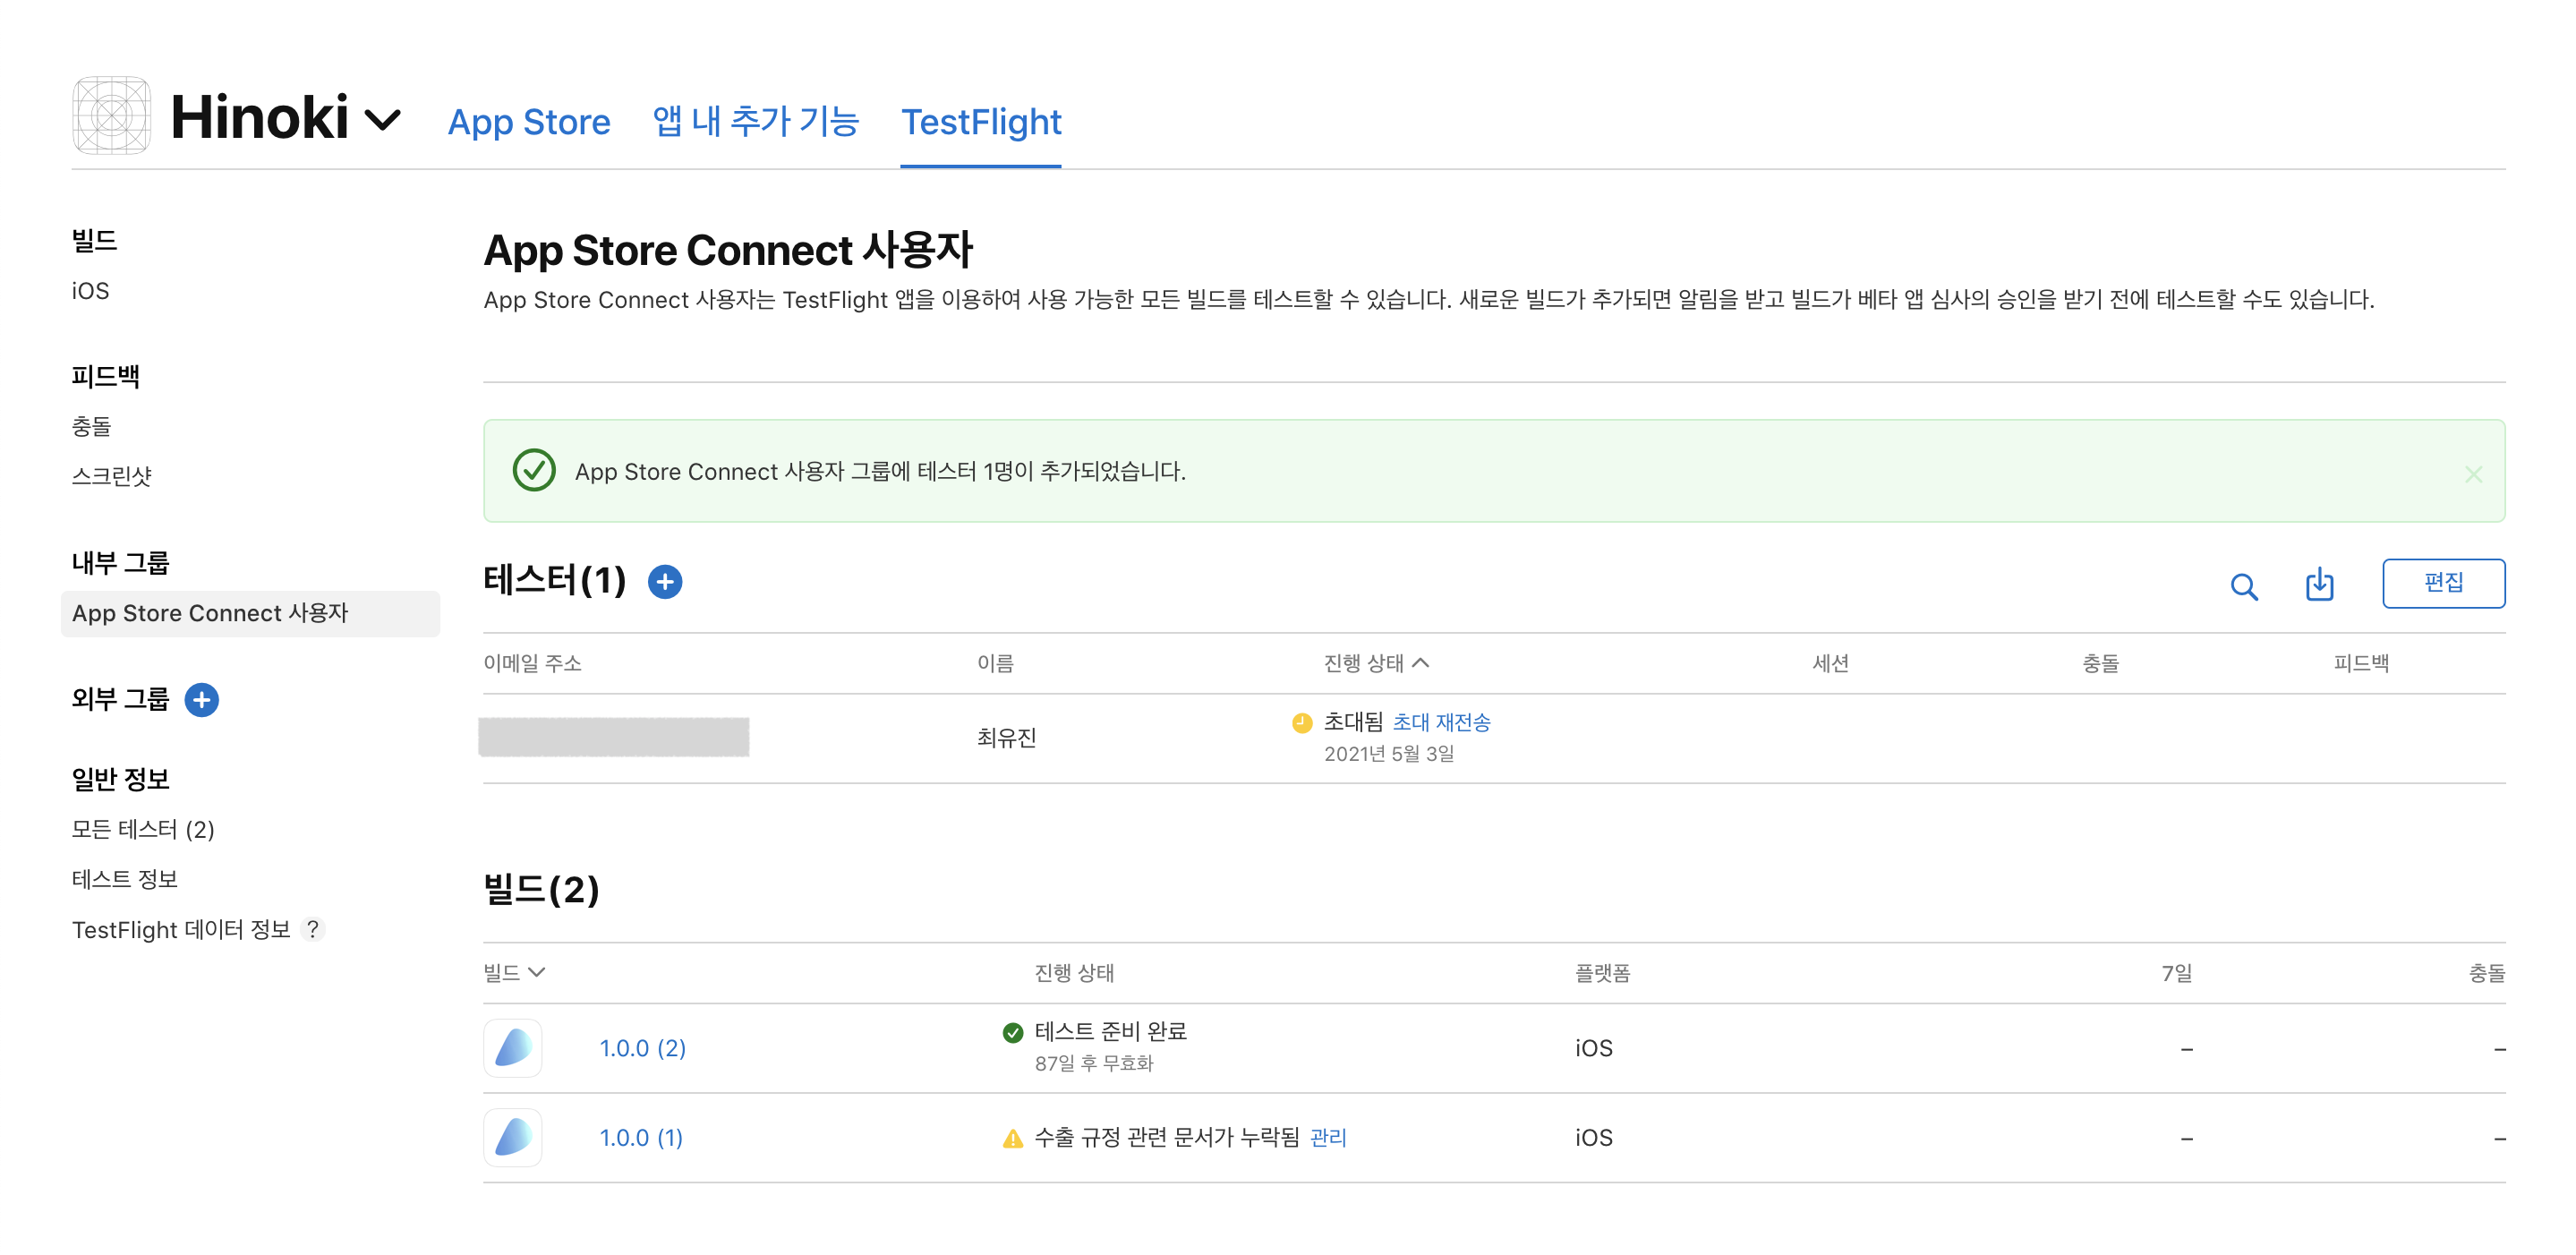 Hinoki App Store 앱 내 추가 기능 TestFlight
빌드
iOS
피드백
충돌
스크린샷
내부 그룹
App Store Connect 사용자
외부 그룹
일반 정보
모든 테스터 (2)
테스트 정보
TestFlight 데이터 정보 ?
App Store Connect 사용자
App Store Connect 사용자는 TestFlight 앱을 이용하여 사용 가능한 모든 빌드를 테스트할 수 있습니다. 새로운 빌드가 추가되면 알림을 받고 빌드가 베타 앱 심사의 승인을 받기 전에 테스트할 수도 있습니다.
App Store Connect 사용자 그룹에 테스터 1명이 추가되었습니다.
테스터(1) 편집
이메일 주소 이름 진행 상태 세션 충돌 피드백
최유진 초대됨 초대 재전송
2021년 5월 3일
빌드(2)
빌드 진행 상태 플랫폼 7일 충돌
1.0.0 (2) 테스트 준비 완료 iOS – –
87일 후 무효화
1.0.0 (1) 수출 규정 관련 문서가 누락됨 관리 iOS – –